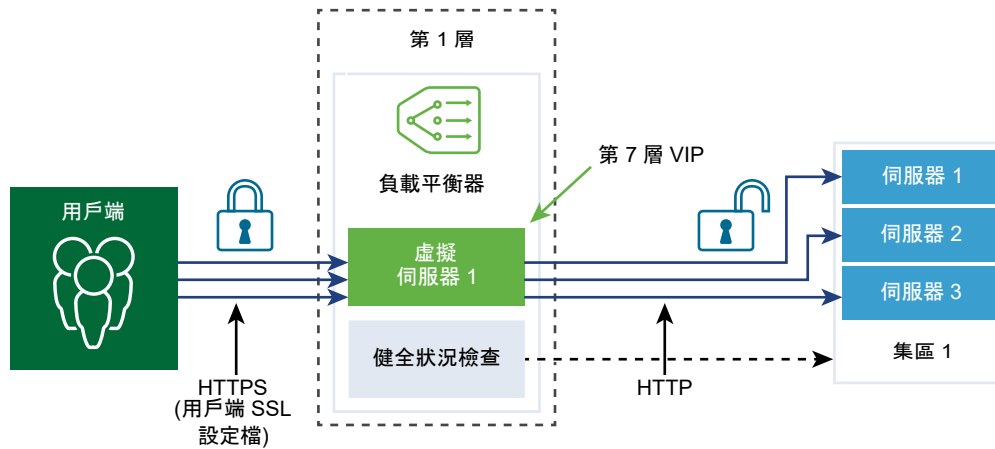 第 1 層
負載平衡器
第 7 層 VIP
用戶端
虛擬
伺服器 1
伺服器 1
伺服器 2
伺服器 3
集區 1
健全狀況檢查
HTTPS
(用戶端 SSL
設定檔)
HTTP